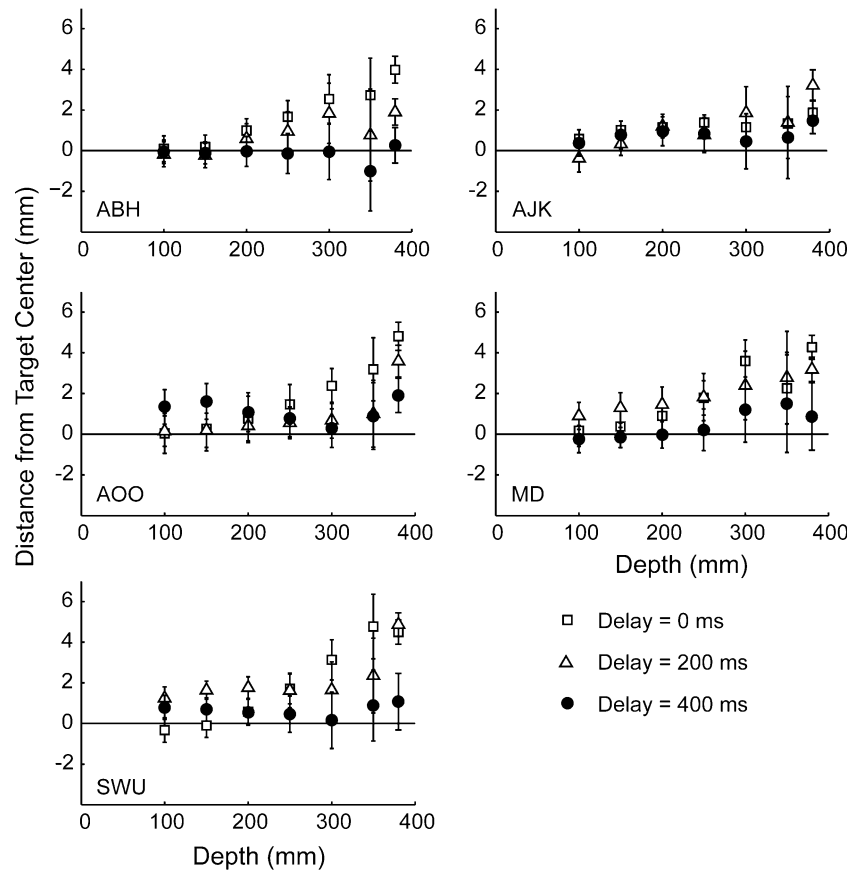 6
4
2
0
−2
ABH
0 100 200 300 400
6
4
2
0
-2
AJK
0 100 200 300 400
Distance from Target Center (mm)
6
4
2
0
-2
AOO
0 100 200 300 400
6
4
2
0
-2
MD
0 100 200 300 400
Depth (mm)
6
4
2
0
-2
SWU
0 100 200 300 400
Depth (mm)
Delay = 0 ms
Delay = 200 ms
Delay = 400 ms